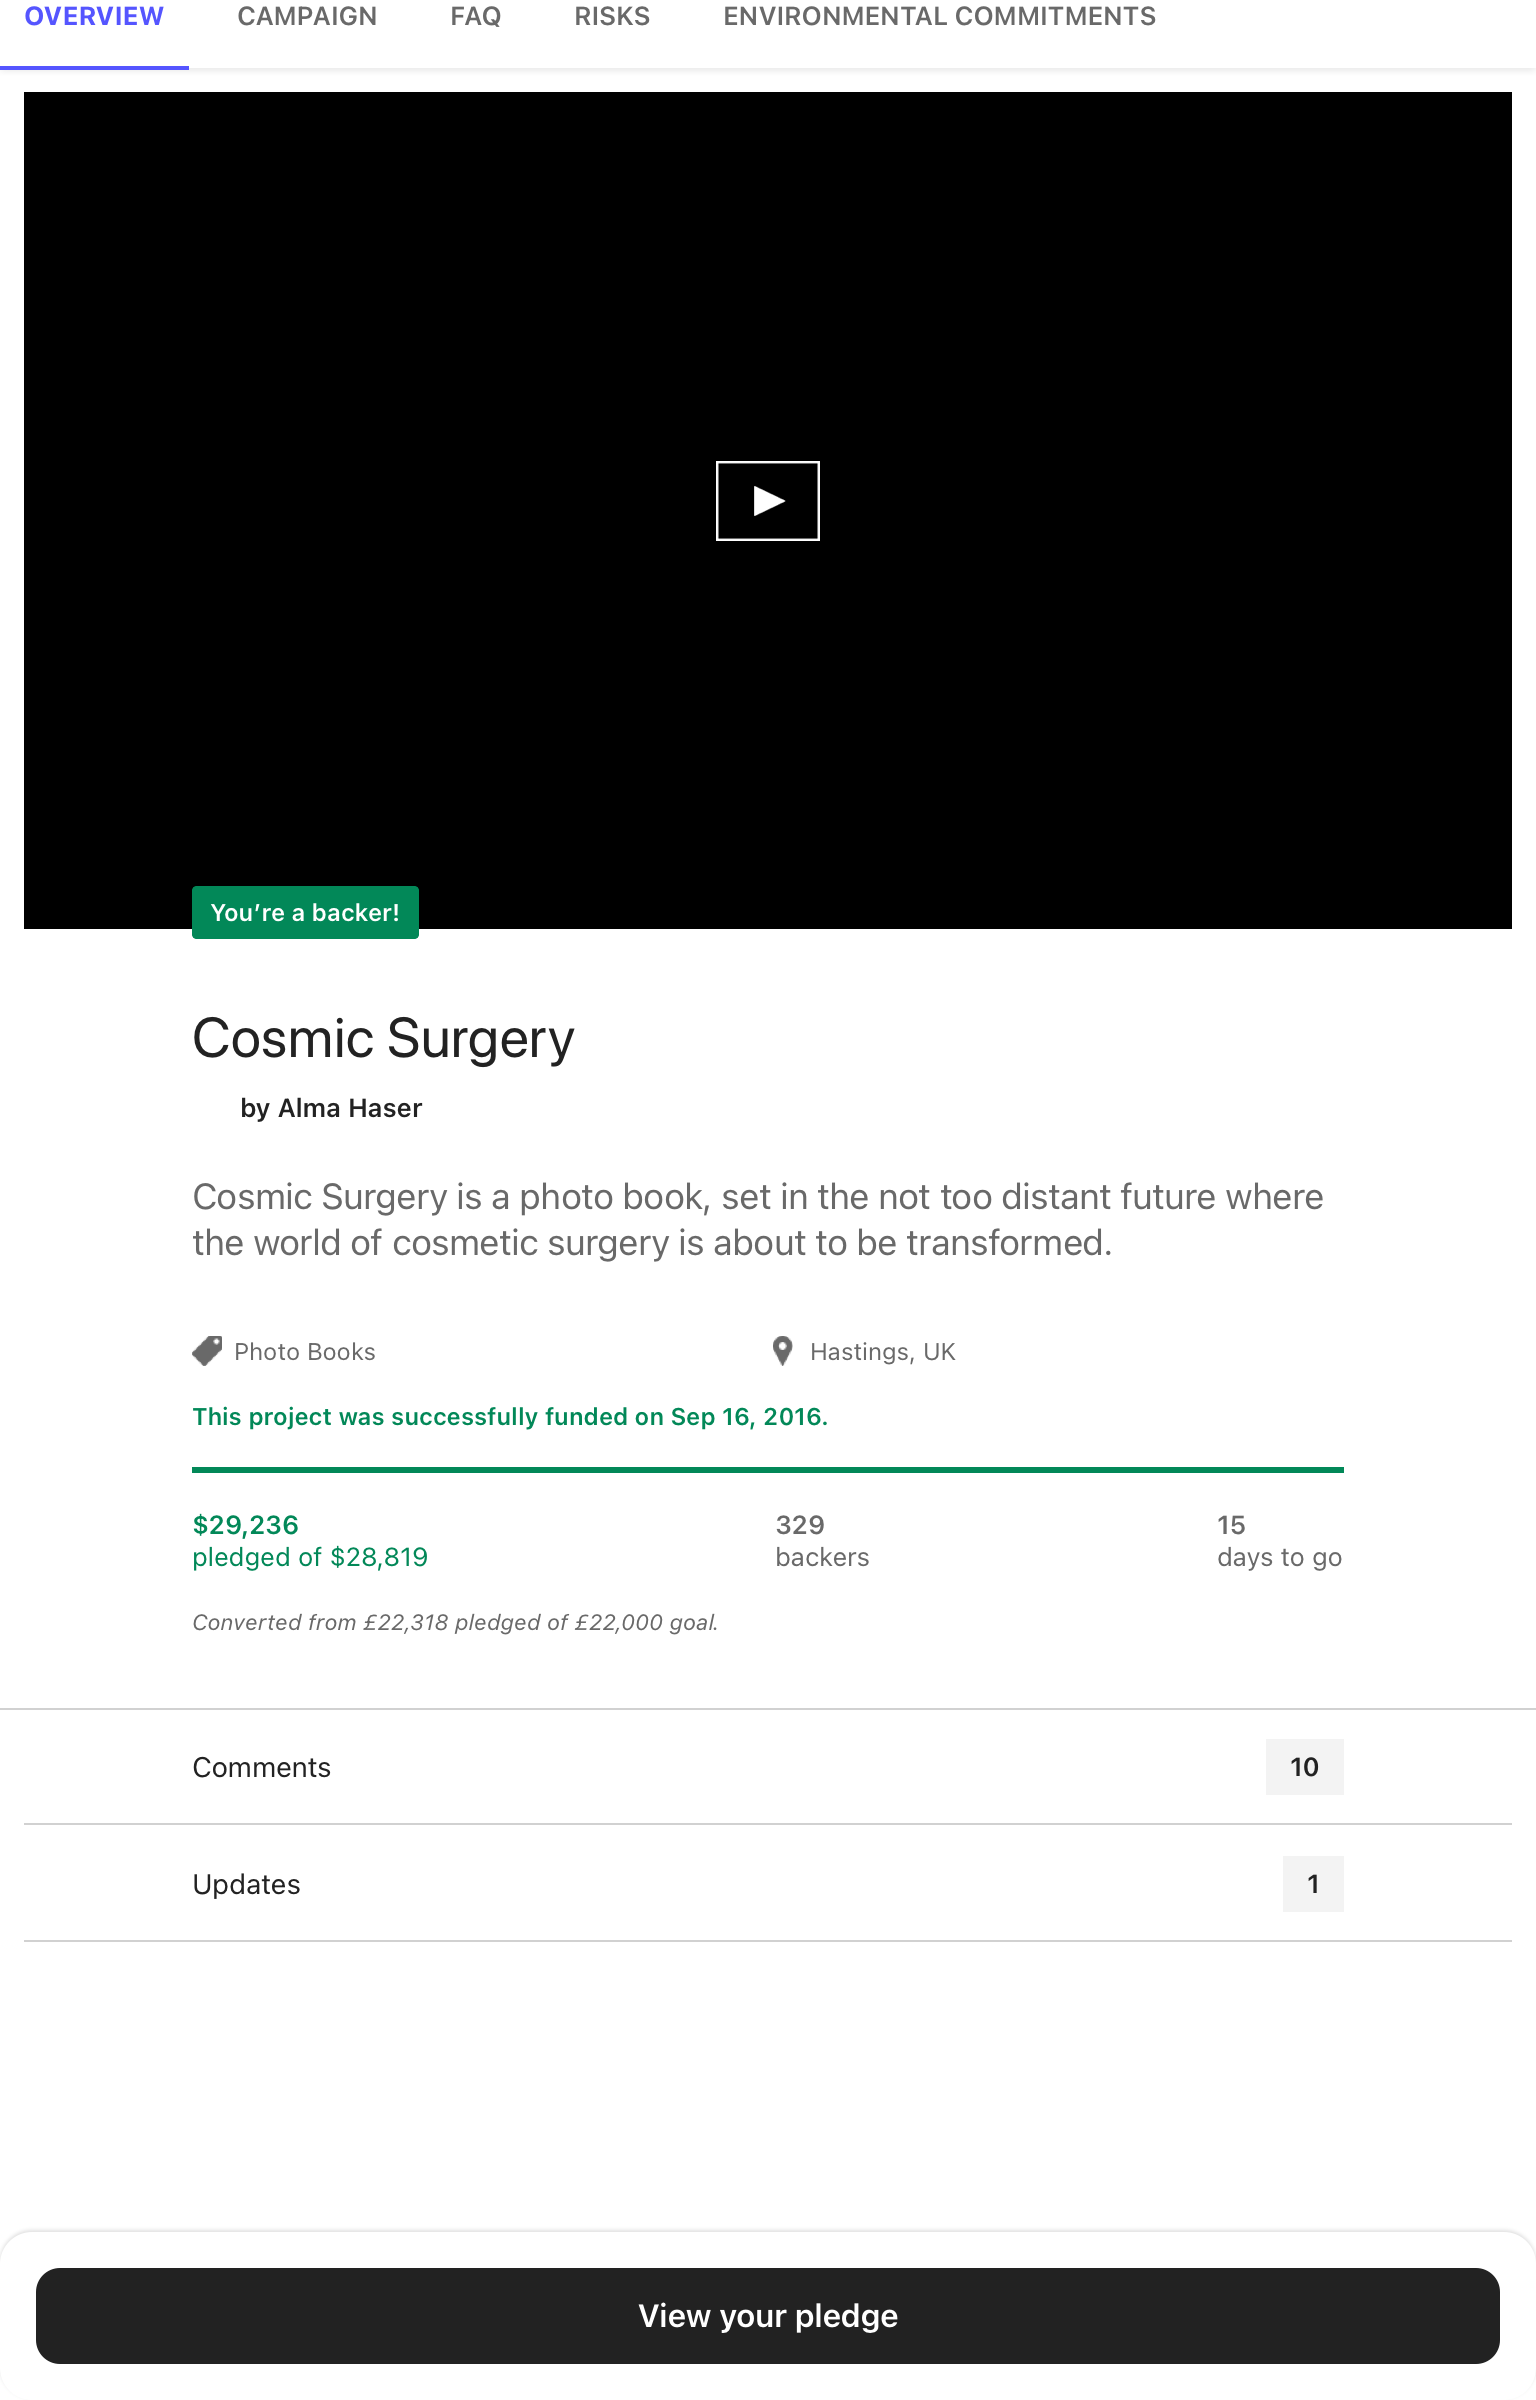 OVERVIEW CAMPAIGN FAQ RISKS ENVIRONMENTAL COMMITMENTS
You’re a backer!
Cosmic Surgery
by Alma Haser
Cosmic Surgery is a photo book, set in the not too distant future where
the world of cosmetic surgery is about to be transformed.
Photo Books Hastings, UK
This project was successfully funded on Sep 16, 2016.
$29,236 329 15
pledged of $28,819 backers days to go
Converted from £22,318 pledged of £22,000 goal.
Comments 10
Updates 1
View your pledge